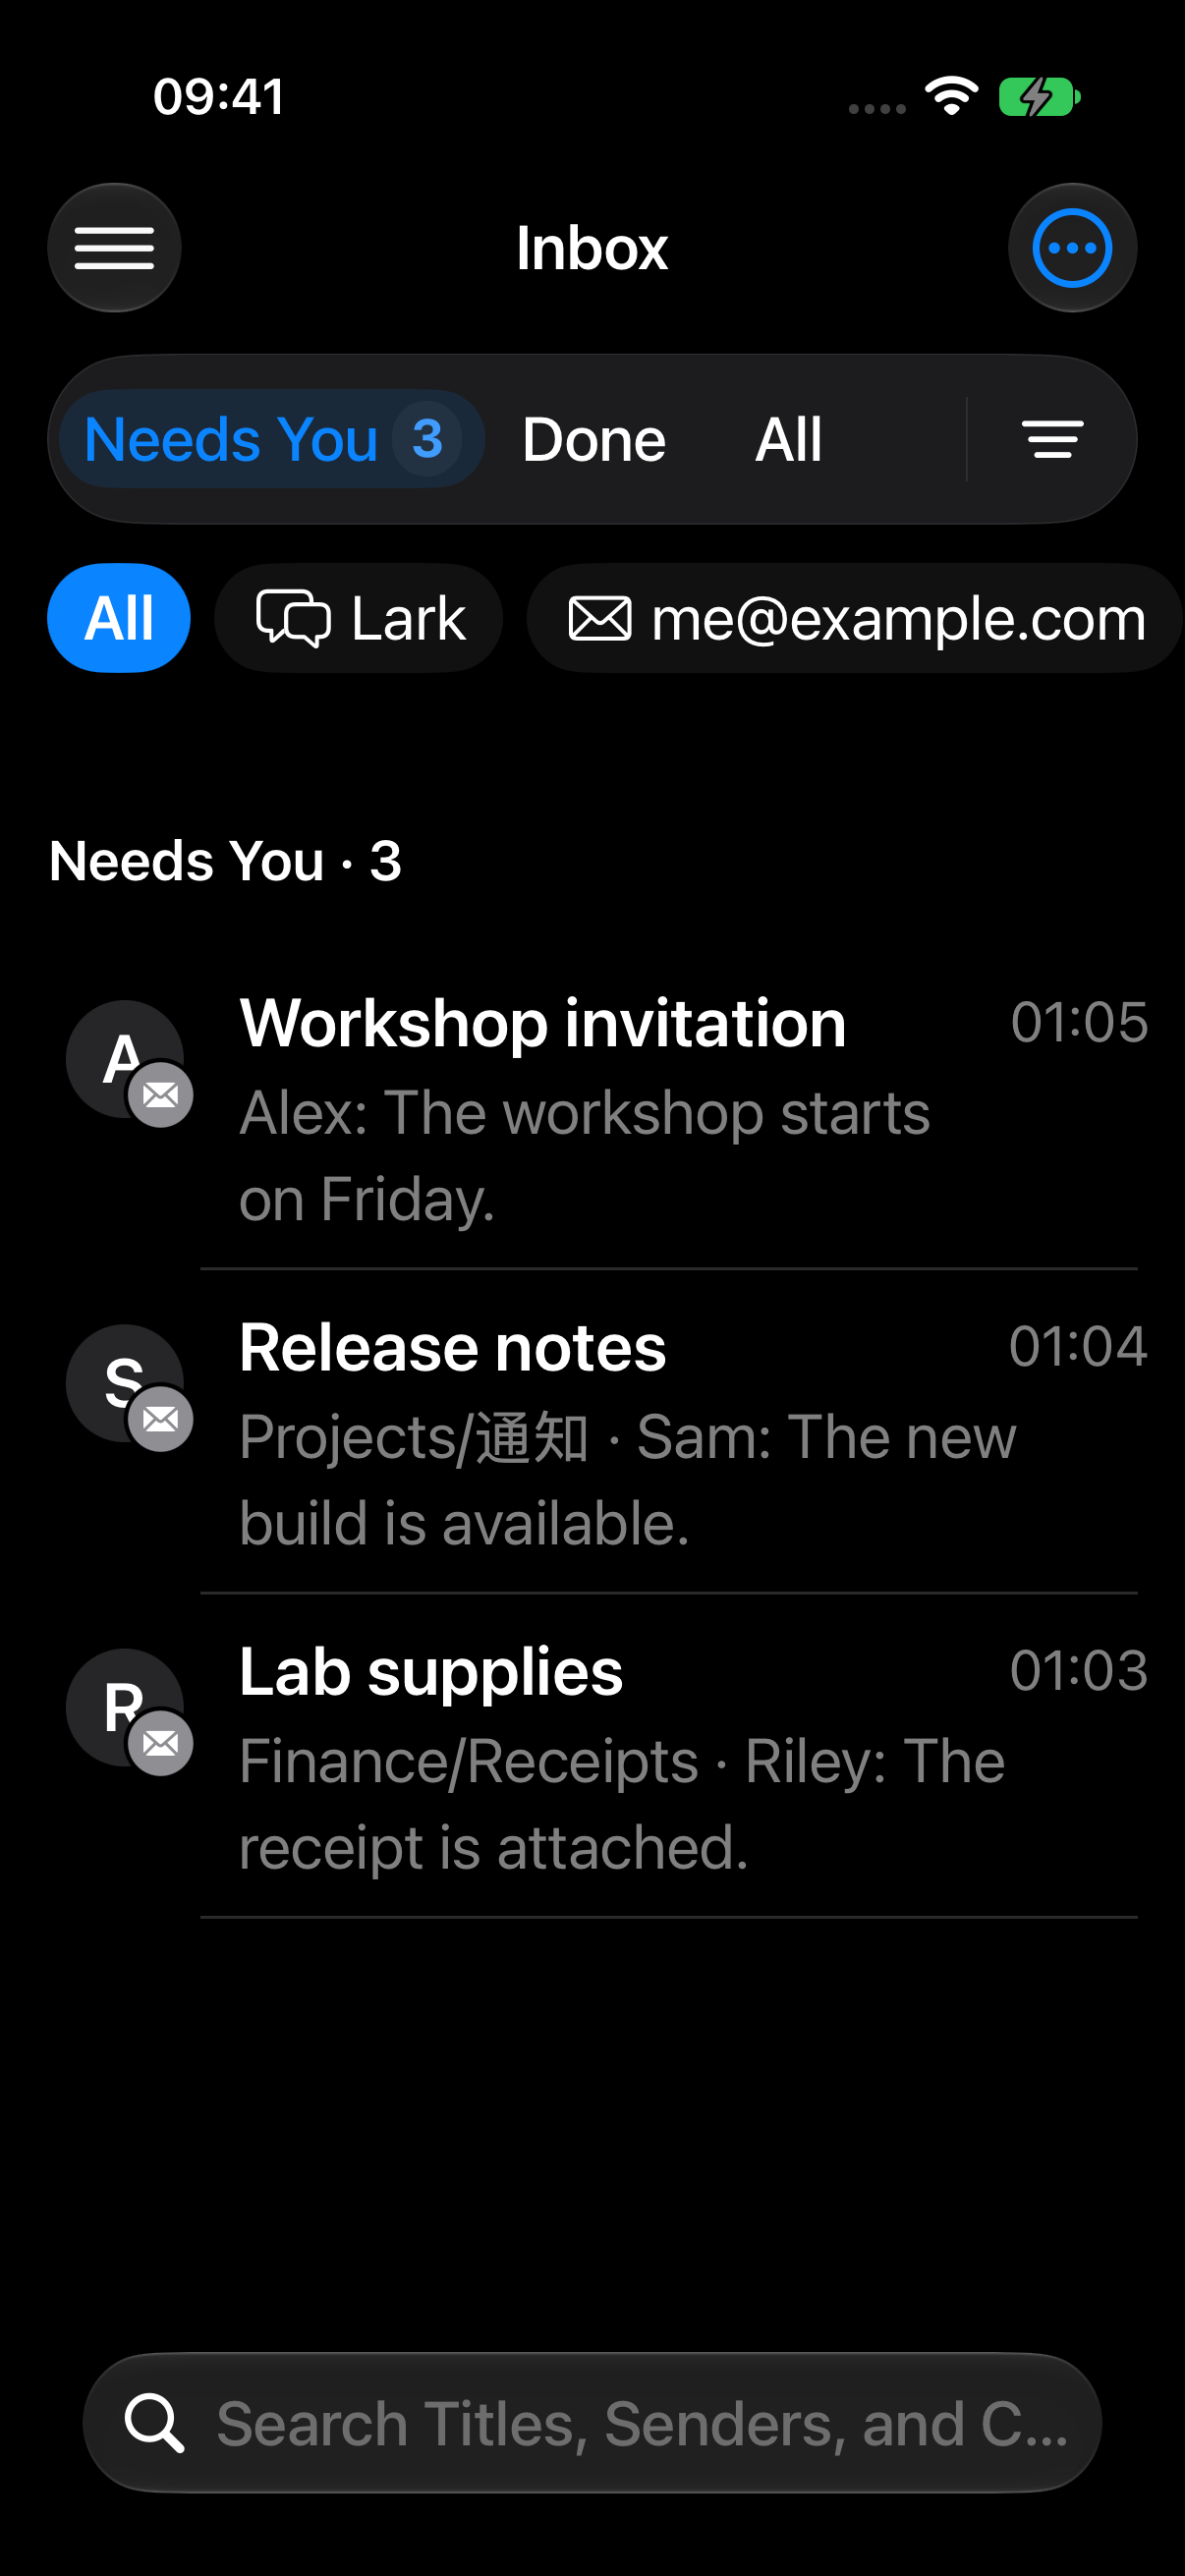 09:41
Inbox
Needs You 3 Done All
All Lark me@example.com
Needs You · 3
A
Workshop invitation 01:05
Alex: The workshop starts
on Friday.
S
Release notes 01:04
Projects/通知 · Sam: The new
build is available.
R
Lab supplies 01:03
Finance/Receipts · Riley: The
receipt is attached.
Search Titles, Senders, and C...